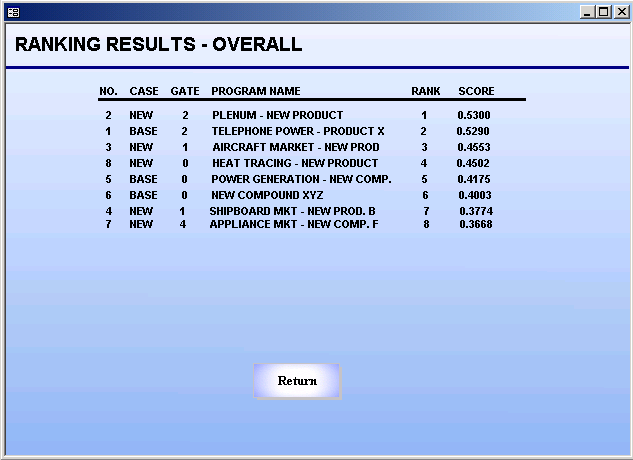 RANKING RESULTS - OVERALL
NO. CASE GATE PROGRAM NAME RANK SCORE
2 NEW 2 PLENUM - NEW PRODUCT 1 0.5300
1 BASE 2 TELEPHONE POWER - PRODUCT X 2 0.5290
3 NEW 1 AIRCRAFT MARKET - NEW PROD 3 0.4553
8 NEW 0 HEAT TRACING - NEW PRODUCT 4 0.4502
5 BASE 0 POWER GENERATION - NEW COMP. 5 0.4175
6 BASE 0 NEW COMPOUND XYZ 6 0.4003
4 NEW 1 SHIPBOARD MKT - NEW PROD. B 7 0.3774
7 NEW 4 APPLIANCE MKT - NEW COMP. F 8 0.3668
Return